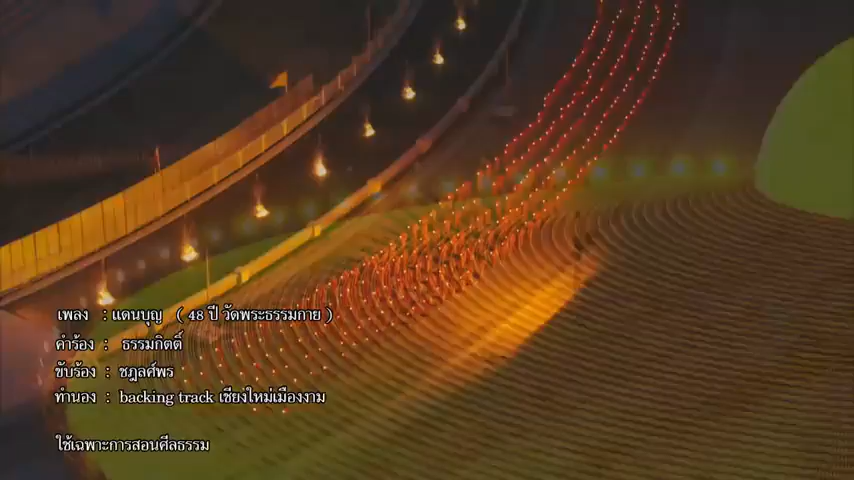 เพลง : แดนบุญ ( 48 ปี วัดพระธรรมกาย )
คำร้อง : ธรรมกิตติ์
ขับร้อง : ชฎลศ์พร
ทำนอง : backing track เชียงใหม่เมืองงาม
ใช้เฉพาะการสอนศีลธรรม